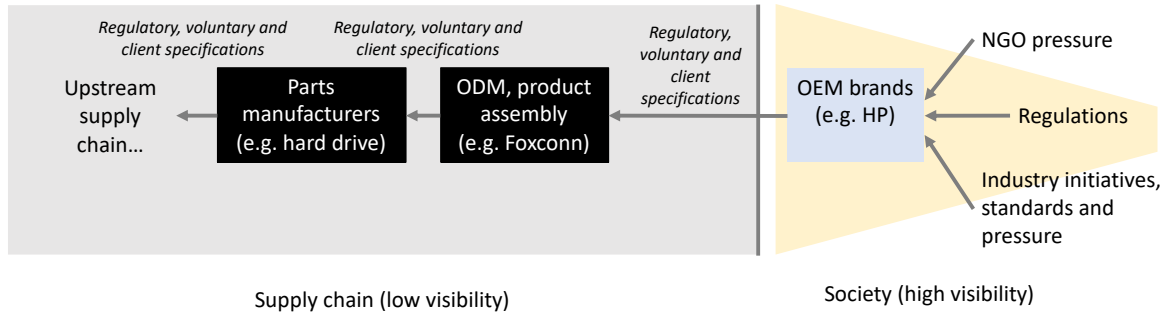 Regulatory, voluntary and
client specifications
Regulatory, voluntary and
client specifications
Regulatory,
voluntary and
client
specifications
NGO pressure
Upstream
supply
chain…
Parts
manufacturers
(e.g. hard drive)
ODM, product
assembly
(e.g. Foxconn)
OEM brands
(e.g. HP)
Regulations
Industry initiatives,
standards and
pressure
Supply chain (low visibility)
Society (high visibility)